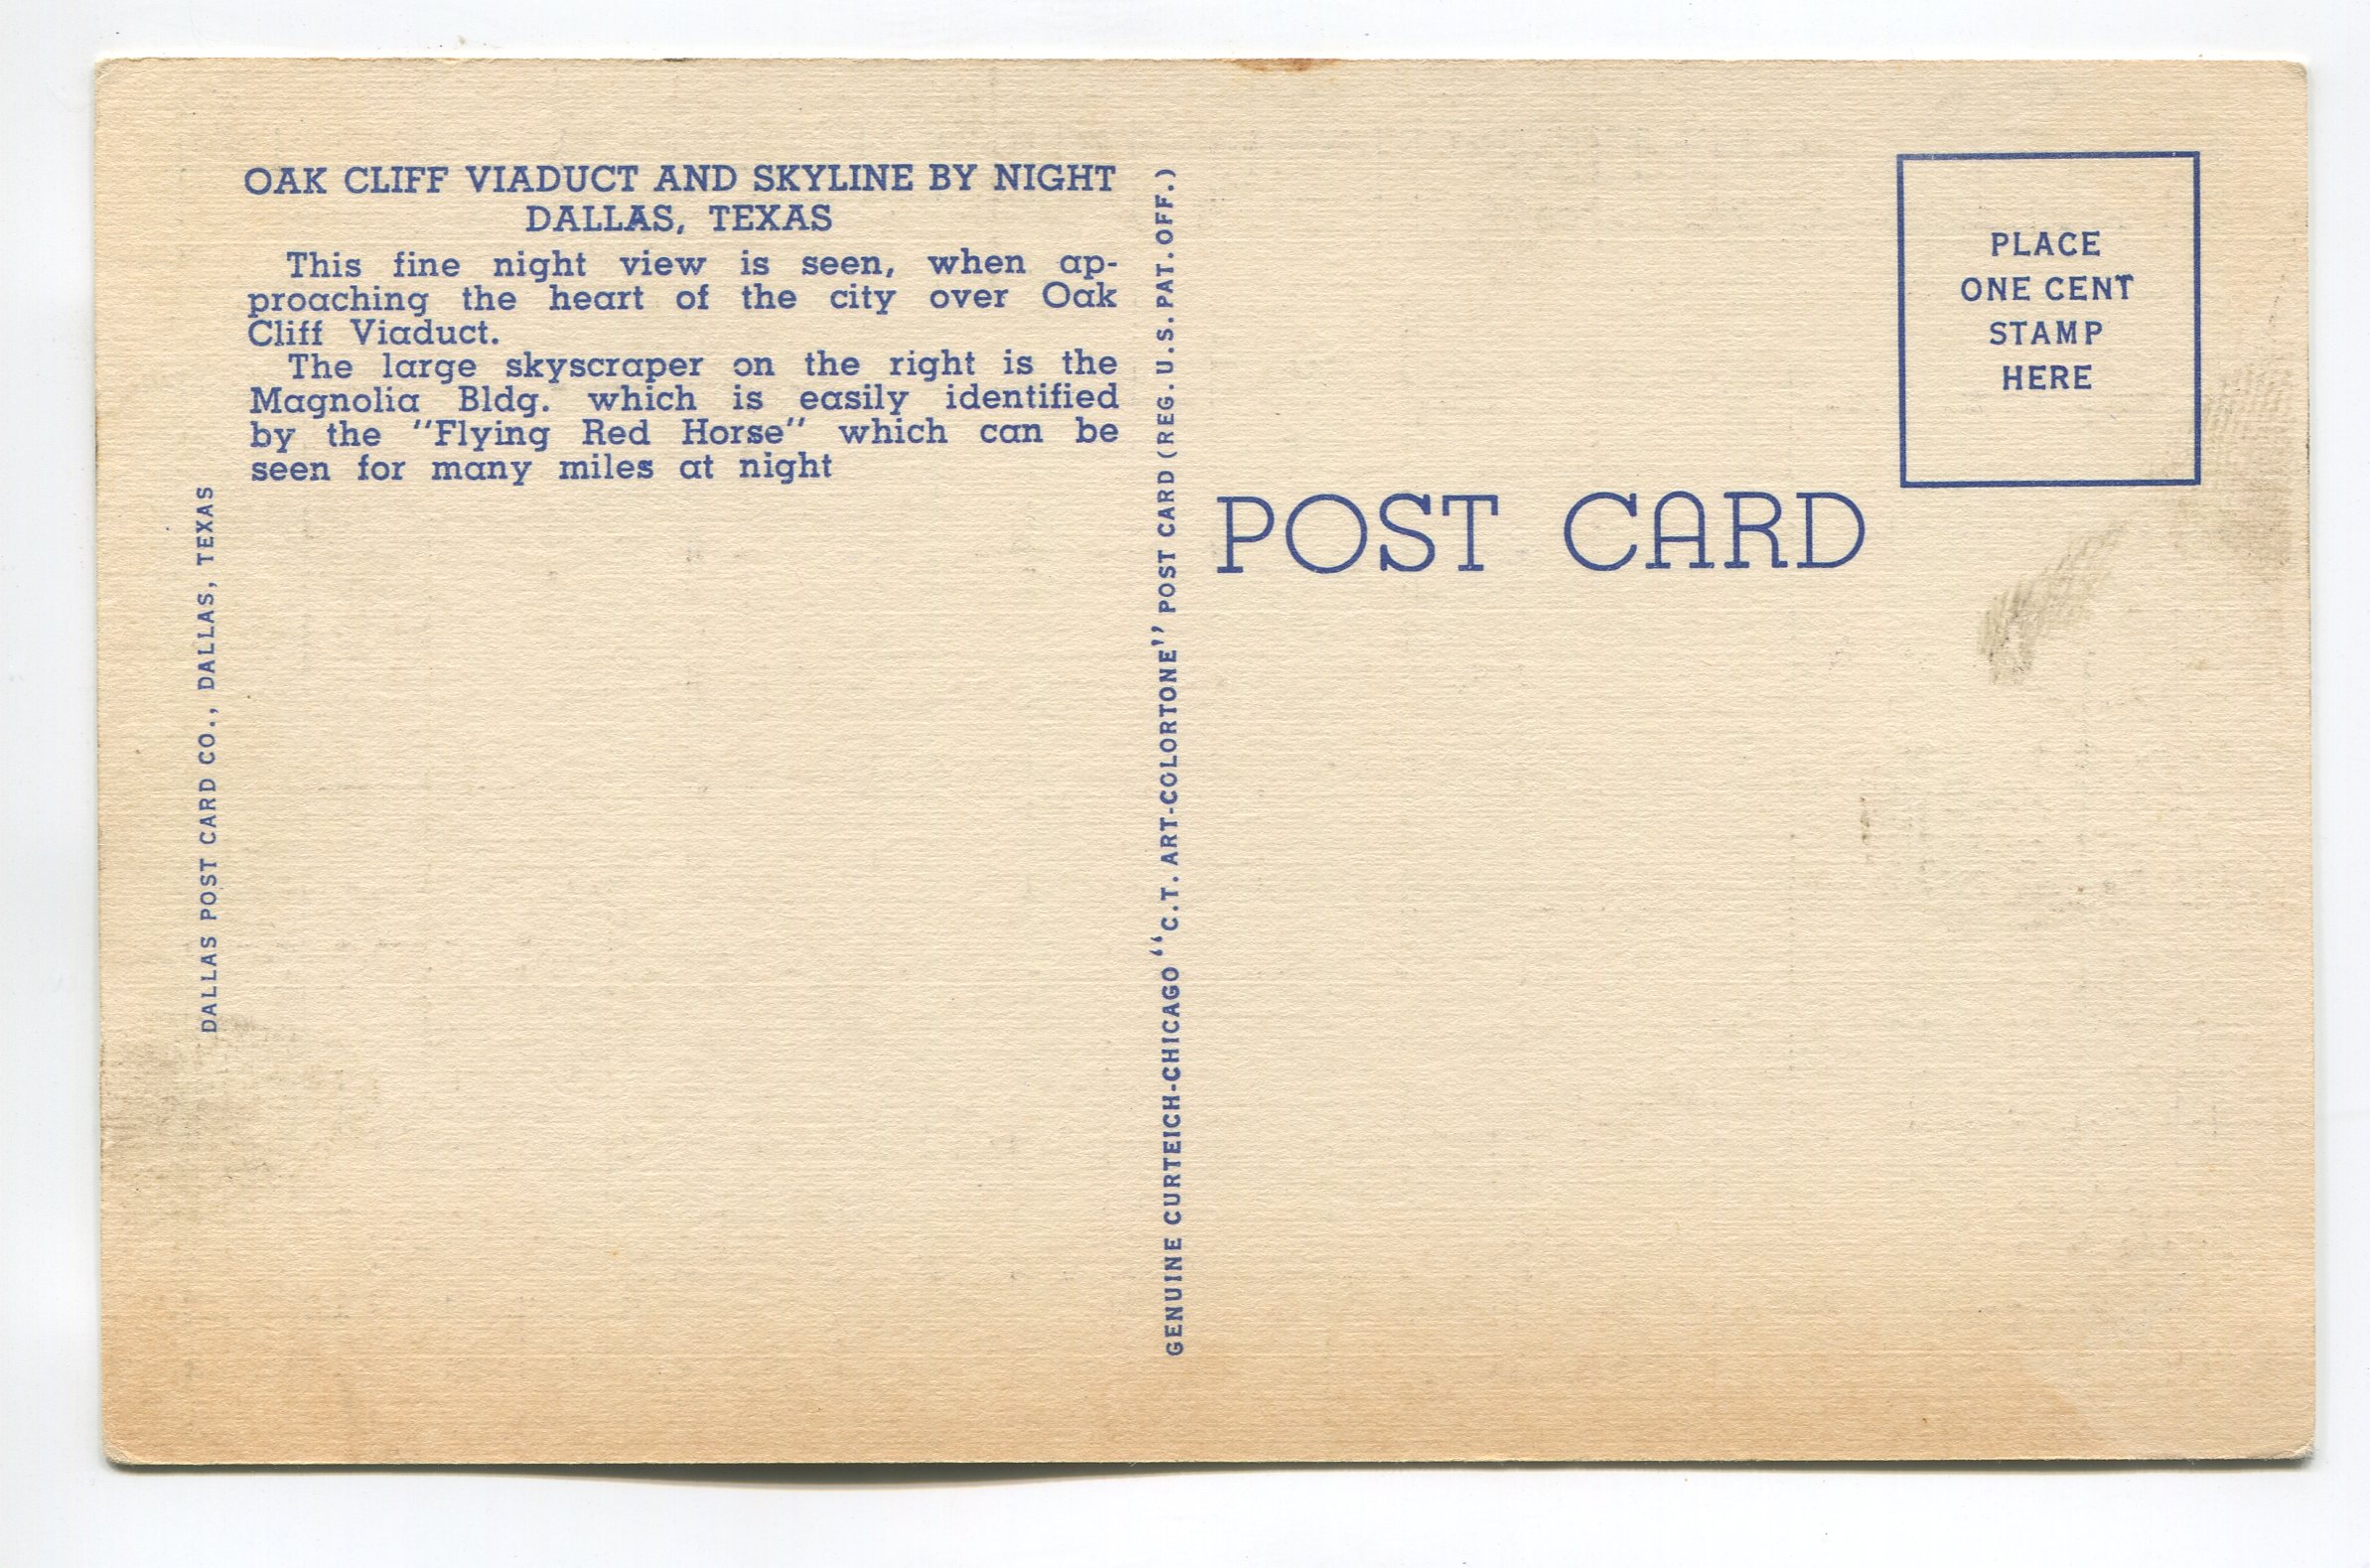 OAK CLIFF VIADUCT AND SKYLINE BY NIGHT
DALLAS, TEXAS
This fine night view is seen, when ap-
proaching the heart of the city over Oak
Cliff Viaduct.
The large skyscraper on the right is the
Magnolia Bldg. which is easily identified
by the "Flying Red Horse" which can be
seen for many miles at night
DALLAS POST CARD CO., DALLAS, TEXAS
GENUINE CURTEICH-CHICAGO "C.T. ART-COLORTONE" POST CARD (REG. U.S. PAT. OFF.)
POST CARD
PLACE
ONE CENT
STAMP
HERE